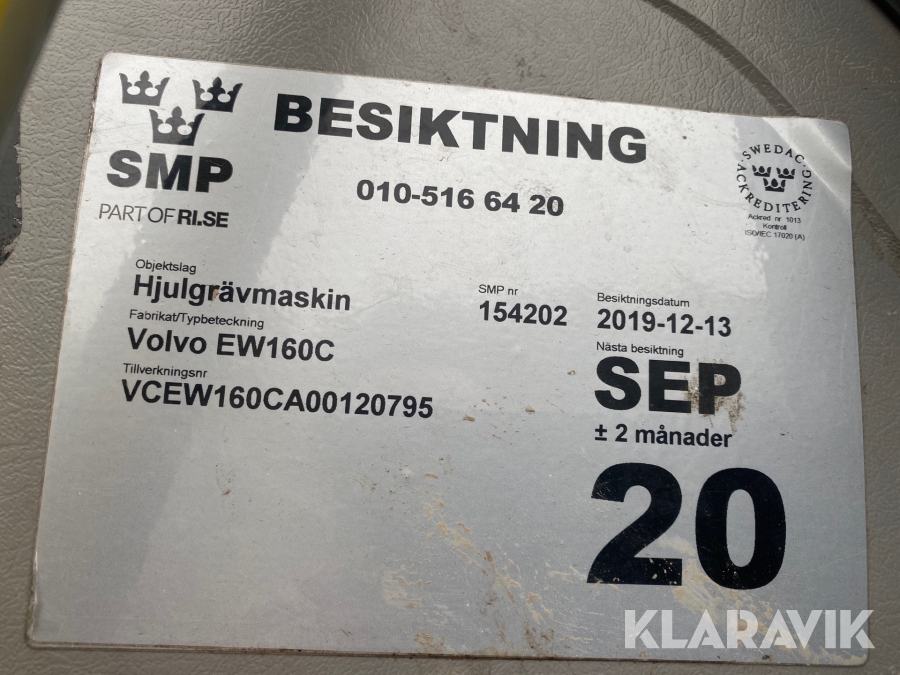 BESIKTNING
SMP
PART OF RI.SE
010-516 64 20
SWEDAC
ACKREDITERING
Ackred nr 1013
Kontroll
ISO/IEC 17020 (A)
Objektslag
Hjulgrävmaskin
Fabrikat/Typbeteckning
Volvo EW160C
Tillverkningsnr
VCEW160CA00120795
SMP nr
154202
Besiktningsdatum
2019-12-13
Nästa besiktning
SEP
± 2 månader
20
KLARAVIK